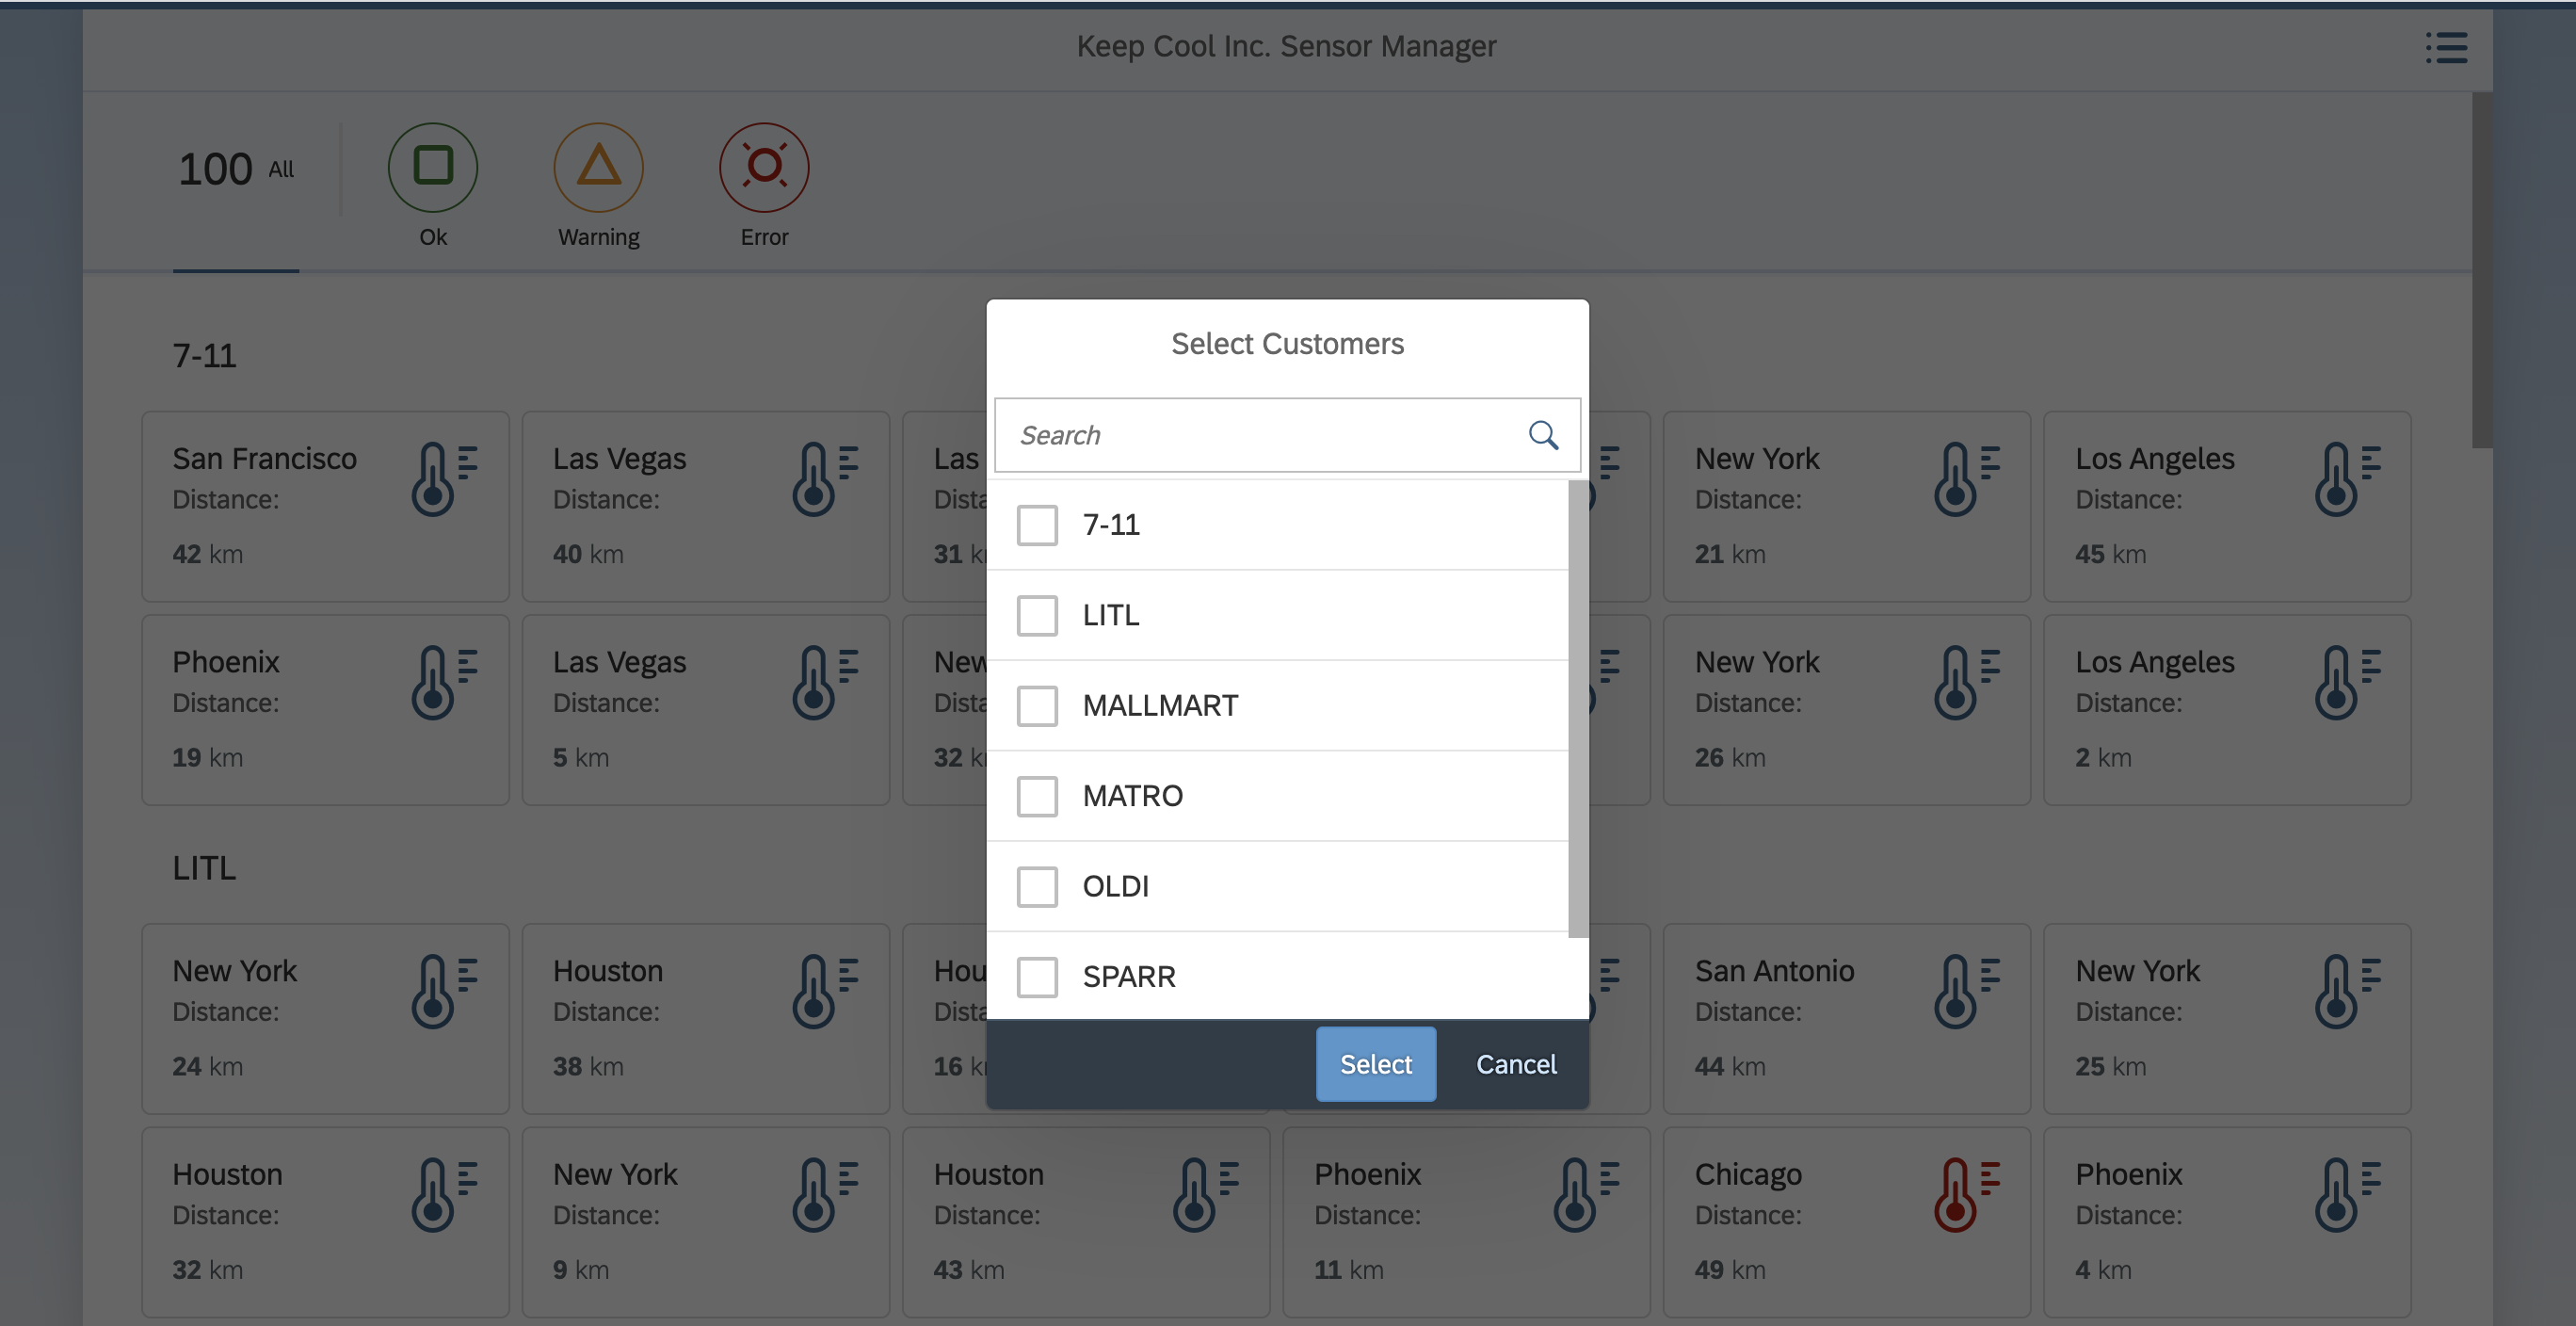 Keep Cool Inc. Sensor Manager
100 All
Ok
Warning
Error
7-11
San Francisco
Distance:
42 km
Las Vegas
Distance:
40 km
Las
31
New York
Distance:
21 km
Los Angeles
Distance:
45 km
Phoenix
Distance:
19 km
Las Vegas
Distance:
5 km
32
New York
Distance:
26 km
Los Angeles
Distance:
2 km
LITL
New York
Distance:
24 km
Houston
Distance:
38 km
16
San Antonio
Distance:
44 km
New York
Distance:
25 km
Houston
Distance:
32 km
New York
Distance:
9 km
Houston
Distance:
43 km
Phoenix
Distance:
11 km
Chicago
Distance:
49 km
Phoenix
Distance:
4 km
Select Customers
Search
7-11
LITL
MALLMART
MATRO
OLDI
SPARR
Select
Cancel